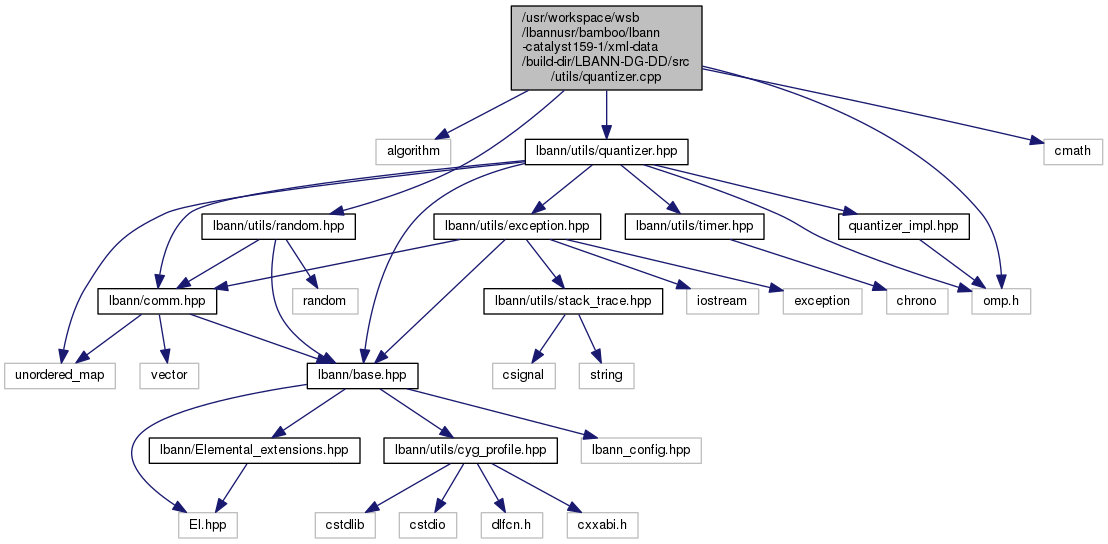 /usr/workspace/wsb
/lbannusr/bamboo/lbann
-catalyst159-1/xml-data
/build-dir/LBANN-DG-DD/src
/utils/quantizer.cpp
algorithm
lbann/utils/quantizer.hpp
cmath
lbann/utils/random.hpp
lbann/utils/exception.hpp
lbann/utils/timer.hpp
quantizer_impl.hpp
lbann/comm.hpp
random
lbann/utils/stack_trace.hpp
iostream
exception
chrono
omp.h
unordered_map
vector
lbann/base.hpp
csignal
string
lbann/Elemental_extensions.hpp
lbann/utils/cyg_profile.hpp
lbann_config.hpp
El.hpp
cstdlib
cstdio
dlfcn.h
cxxabi.h